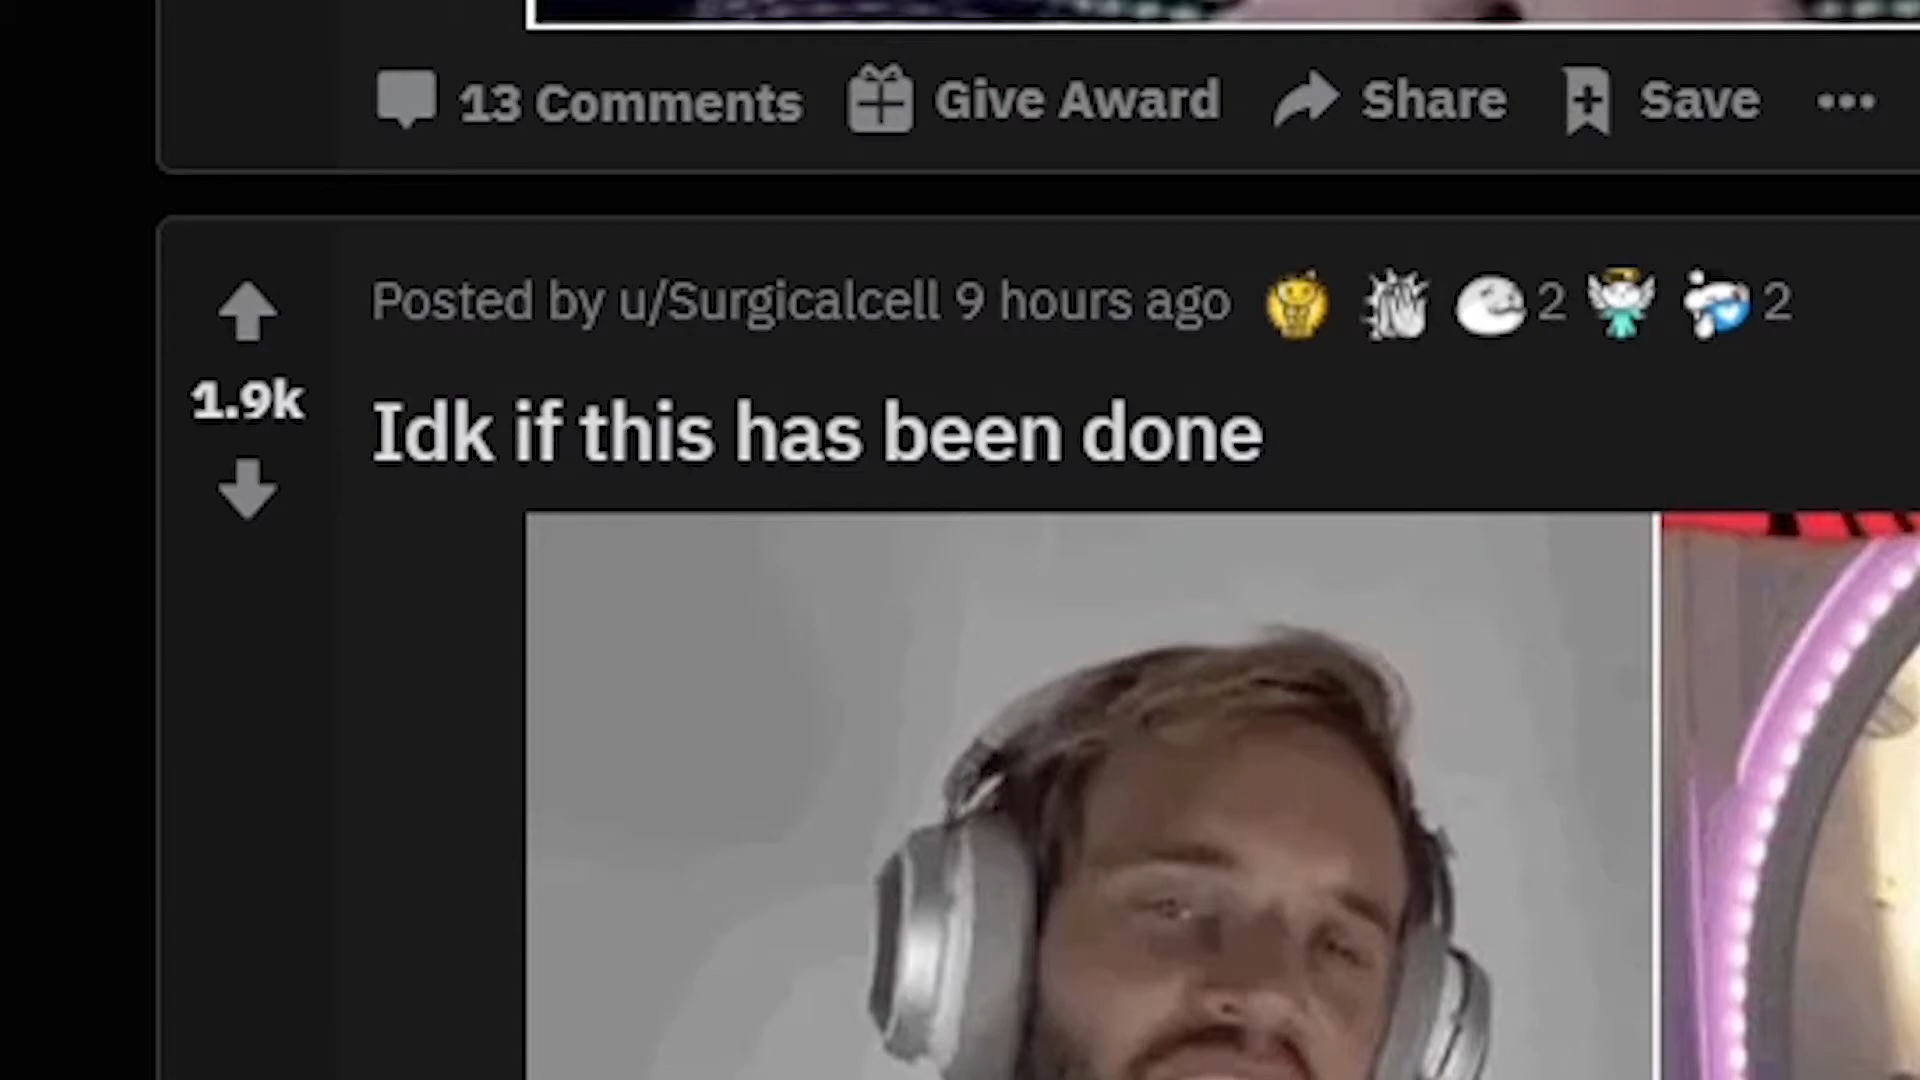 13 Comments Give Award Share Save
Posted by u/Surgicalcell 9 hours ago 2 2
1.9k
Idk if this has been done